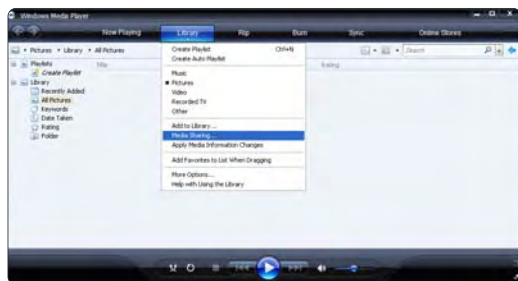 Windows Media Player
Now Playing
Library
Rip
Burn
Sync
Online Stores
Pictures • Library • All Pictures
Search
Playlists
Create Playlist
Library
Recently Added
All Pictures
Keywords
Date Taken
Rating
Folder
Title
Rating
Create Playlist Ctrl+N
Create Auto Playlist
Music
Pictures
Video
Recorded TV
Other
Add to Library...
Media Sharing...
Apply Media Information Changes
Add Favorites to List When Dragging
More Options...
Help with Using the Library